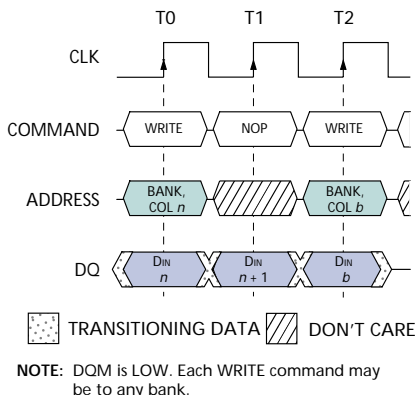 T0 T1 T2
CLK
COMMAND WRITE NOP WRITE
ADDRESS BANK, COL n BANK, COL b
DQ DIN n DIN n + 1 DIN b
TRANSITIONING DATA DON'T CARE
NOTE: DQM is LOW. Each WRITE command may
be to any bank.